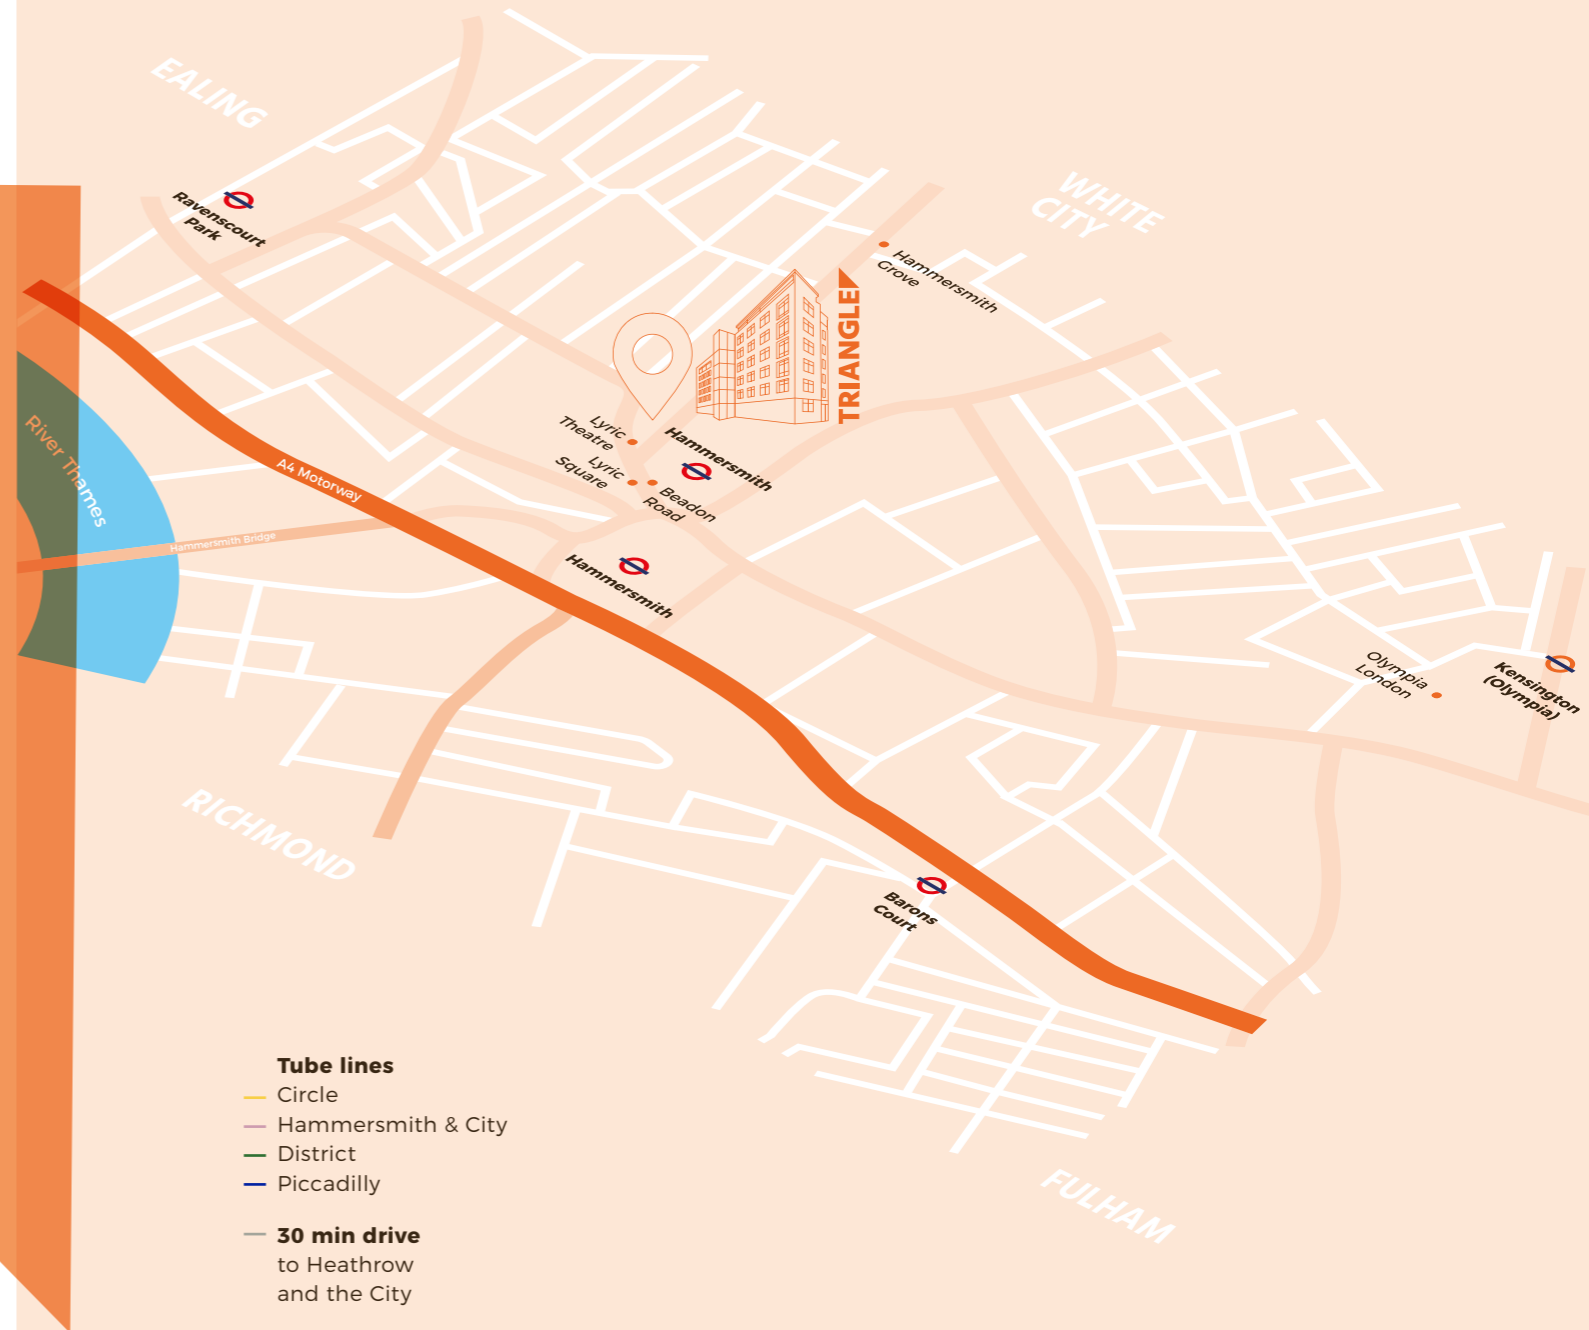 EALING
WHITE
CITY
Ravenscourt
Park
Hammersmith
Grove
TRIANGLE
Lyric
Theatre
Hammersmith
Lyric
Square
Beadon
Road
River Thames
A4 Motorway
Hammersmith Bridge
Hammersmith
Olympia
London
Kensington
(Olympia)
RICHMOND
Barons
Court
Tube lines
Circle
Hammersmith & City
District
Piccadilly
30 min drive
to Heathrow
and the City
FULHAM